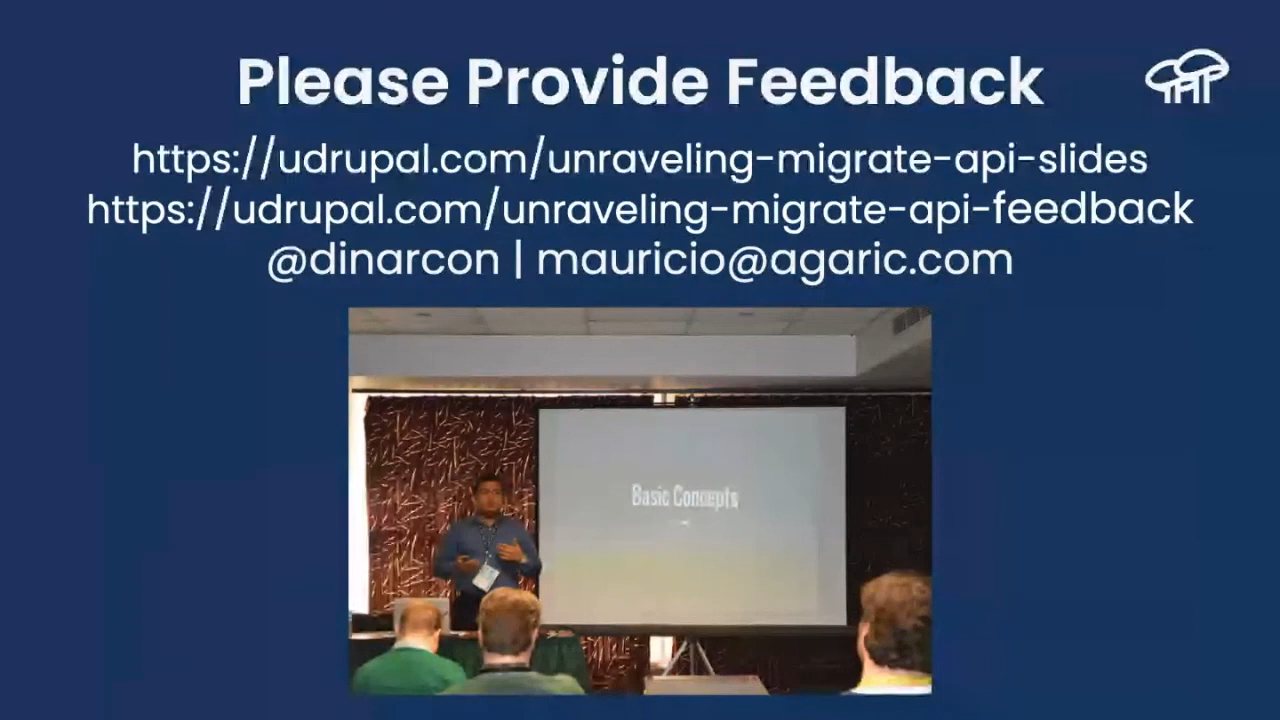 Please Provide Feedback
https://udrupal.com/unraveling-migrate-api-slides
https://udrupal.com/unraveling-migrate-api-feedback
@dinarcon | mauricio@agaric.com
Basic Concepts